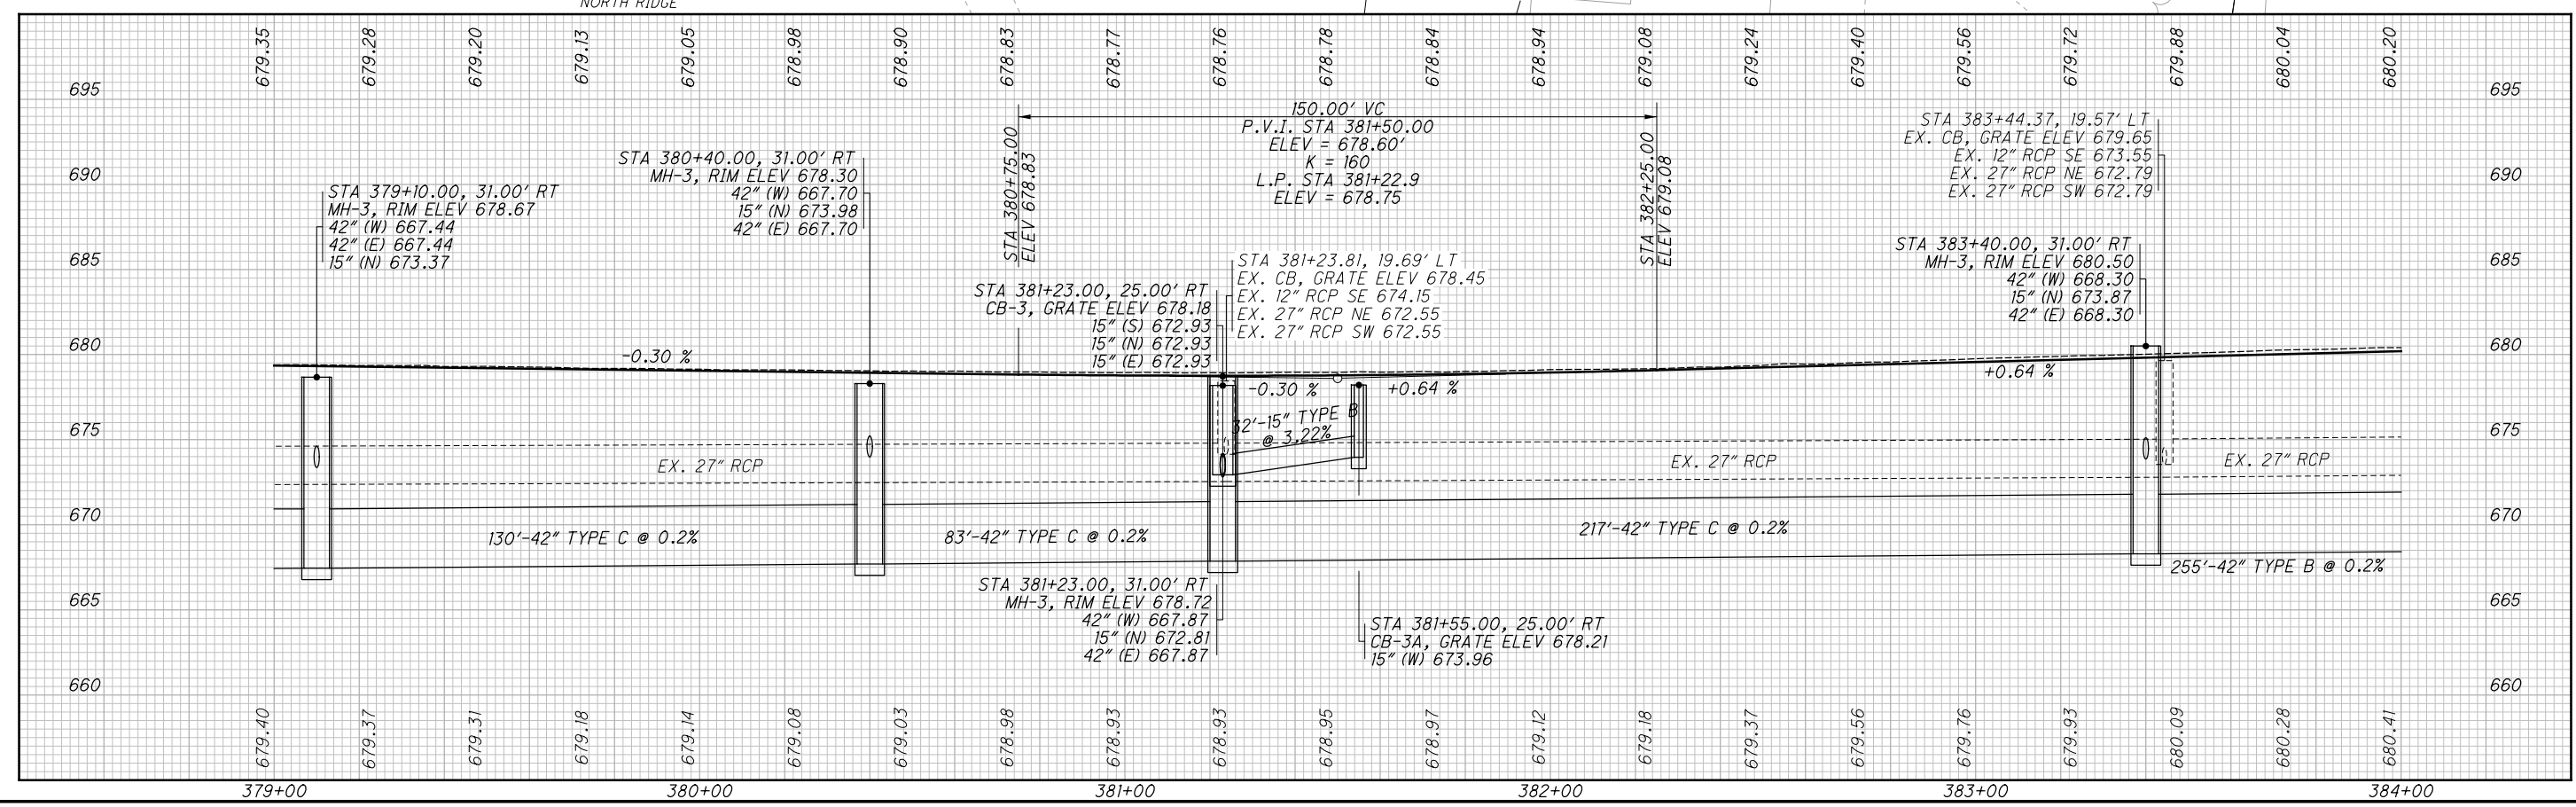 NORTH RIDGE
679.35 679.28 679.20 679.13 679.05 678.98 678.90 678.83 678.77 678.76 678.78 678.84 678.94 679.08 679.24 679.40 679.56 679.72 679.88 680.04 680.20
695 695
690 690
685 685
680 680
675 675
670 670
665 665
660 660
STA 379+10.00, 31.00' RT
MH-3, RIM ELEV 678.67
42" (W) 667.44
42" (E) 667.44
15" (N) 673.37
STA 380+40.00, 31.00' RT
MH-3, RIM ELEV 678.30
42" (W) 667.70
15" (N) 673.98
42" (E) 667.70
STA 380+75.00
ELEV 678.83
150.00' VC
P.V.I. STA 381+50.00
ELEV = 678.60'
K = 160
L.P. STA 381+22.9
ELEV = 678.75
STA 382+25.00
ELEV 679.08
STA 381+23.00, 25.00' RT
CB-3, GRATE ELEV 678.18
15" (S) 672.93
15" (N) 672.93
15" (E) 672.93
STA 381+23.81, 19.69' LT
EX. CB, GRATE ELEV 678.45
EX. 12" RCP SE 674.15
EX. 27" RCP NE 672.55
EX. 27" RCP SW 672.55
STA 383+44.37, 19.57' LT
EX. CB, GRATE ELEV 679.65
EX. 12" RCP SE 673.55
EX. 27" RCP NE 672.79
EX. 27" RCP SW 672.79
STA 383+40.00, 31.00' RT
MH-3, RIM ELEV 680.50
42" (W) 668.30
15" (N) 673.87
42" (E) 668.30
-0.30 %
-0.30 %
+0.64 %
+0.64 %
32'-15" TYPE B
@ 3.22%
EX. 27" RCP
EX. 27" RCP
EX. 27" RCP
130'-42" TYPE C @ 0.2%
83'-42" TYPE C @ 0.2%
217'-42" TYPE C @ 0.2%
255'-42" TYPE B @ 0.2%
STA 381+23.00, 31.00' RT
MH-3, RIM ELEV 678.72
42" (W) 667.87
15" (N) 672.81
42" (E) 667.87
STA 381+55.00, 25.00' RT
CB-3A, GRATE ELEV 678.21
15" (W) 673.96
679.40 679.37 679.31 679.18 679.14 679.08 679.03 678.98 678.93 678.93 678.95 678.97 679.12 679.18 679.37 679.56 679.76 679.93 680.09 680.28 680.41
379+00 380+00 381+00 382+00 383+00 384+00